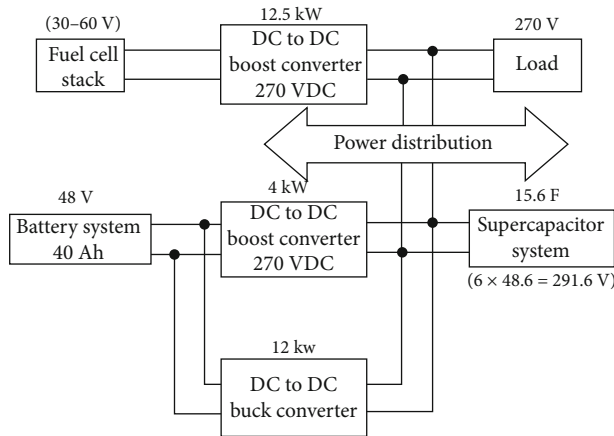 (30–60 V)
Fuel cell
stack
12.5 kW
DC to DC
boost converter
270 VDC
270 V
Load
Power distribution
48 V
Battery system
40 Ah
4 kW
DC to DC
boost converter
270 VDC
15.6 F
Supercapacitor
system
(6 × 48.6 = 291.6 V)
12 kw
DC to DC
buck converter